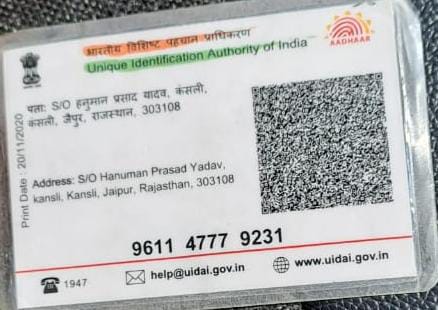 भारतीय विशिष्ट पहचान प्राधिकरण
Unique Identification Authority of India
AADHAAR
पता: S/O हनुमान प्रसाद यादव, कंसली,
कंसली, जैपुर, राजस्थान, 303108
Print Date : 20/11/2020
Address: S/O Hanuman Prasad Yadav,
kansli, Kansli, Jaipur, Rajasthan, 303108
9611 4777 9231
1947
help@uidai.gov.in
www.uidai.gov.in